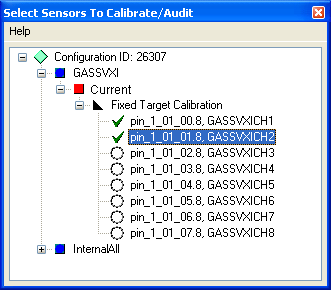 Select Sensors To Calibrate/Audit
Help
Configuration ID: 26307
GASSVXI
Current
Fixed Target Calibration
pin_1_01_00.8, GASSVXICH1
pin_1_01_01.8, GASSVXICH2
pin_1_01_02.8, GASSVXICH3
pin_1_01_03.8, GASSVXICH4
pin_1_01_04.8, GASSVXICH5
pin_1_01_05.8, GASSVXICH6
pin_1_01_06.8, GASSVXICH7
pin_1_01_07.8, GASSVXICH8
InternalAll